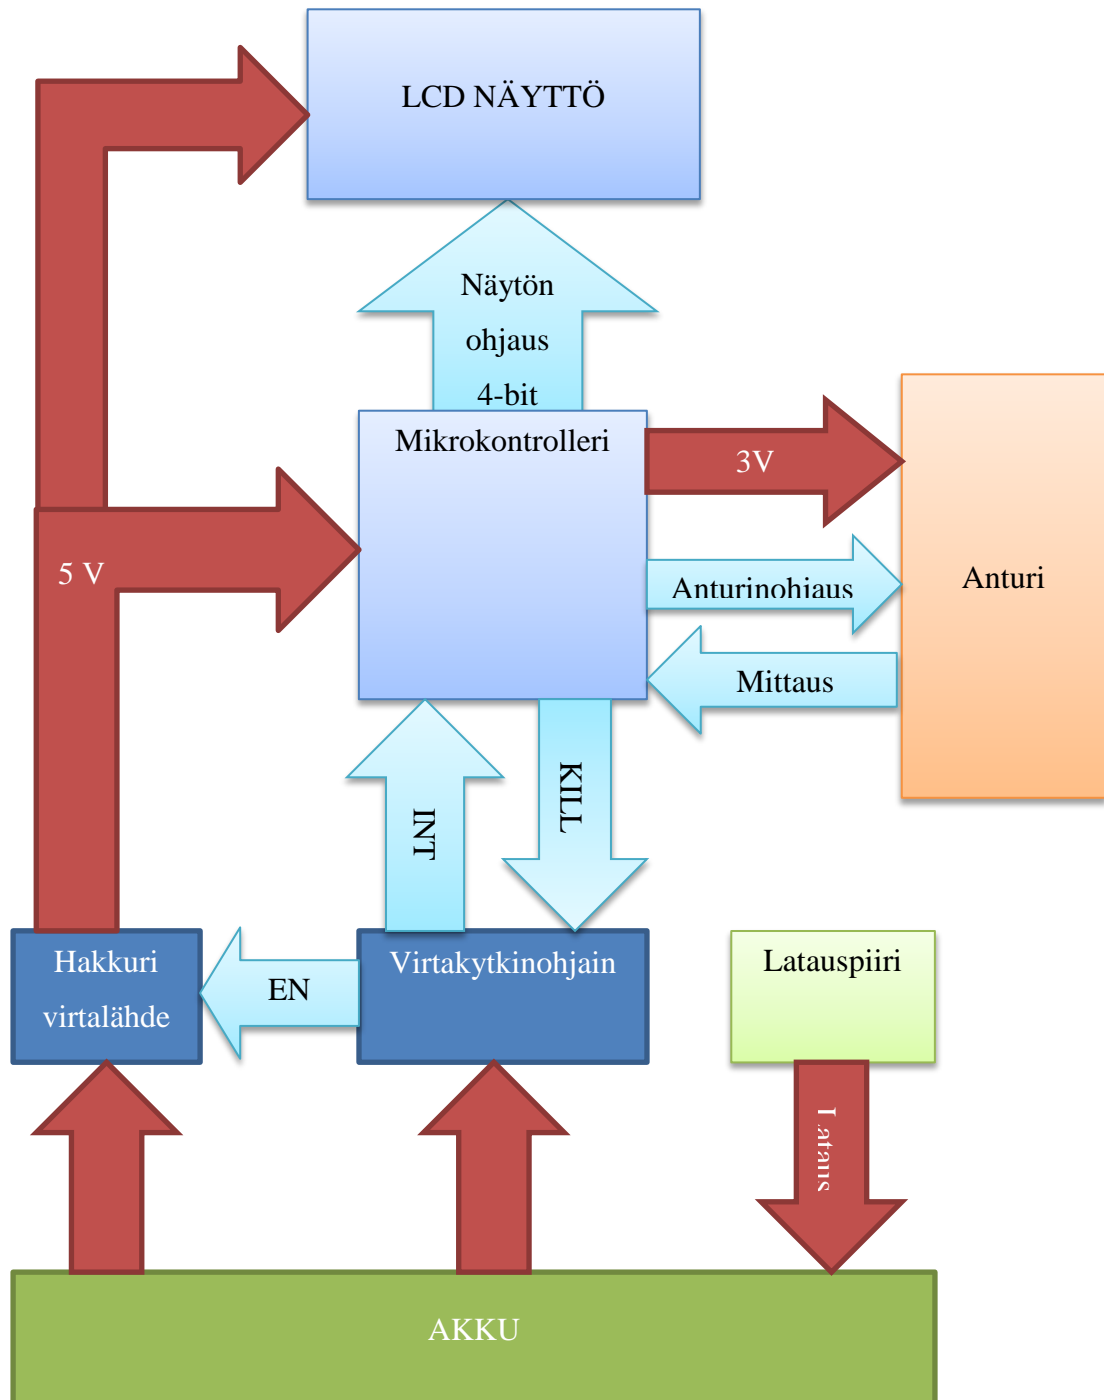 LCD NÄYTTÖ
Näytön
ohjaus
4-bit
Mikrokontrolleri
3V
5 V
Anturinohjaus
Anturi
Mittaus
INT
KILL
Hakkuri
virtalähde
EN
Virtakytkinohjain
Latauspiiri
Lataus
AKKU